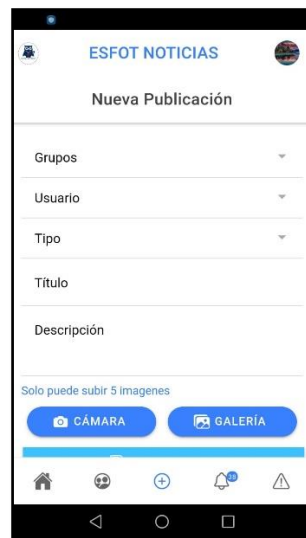 ESFOT NOTICIAS
Nueva Publicación
Grupos
Usuario
Tipo
Título
Descripción
Solo puede subir 5 imagenes
CÁMARA
GALERÍA